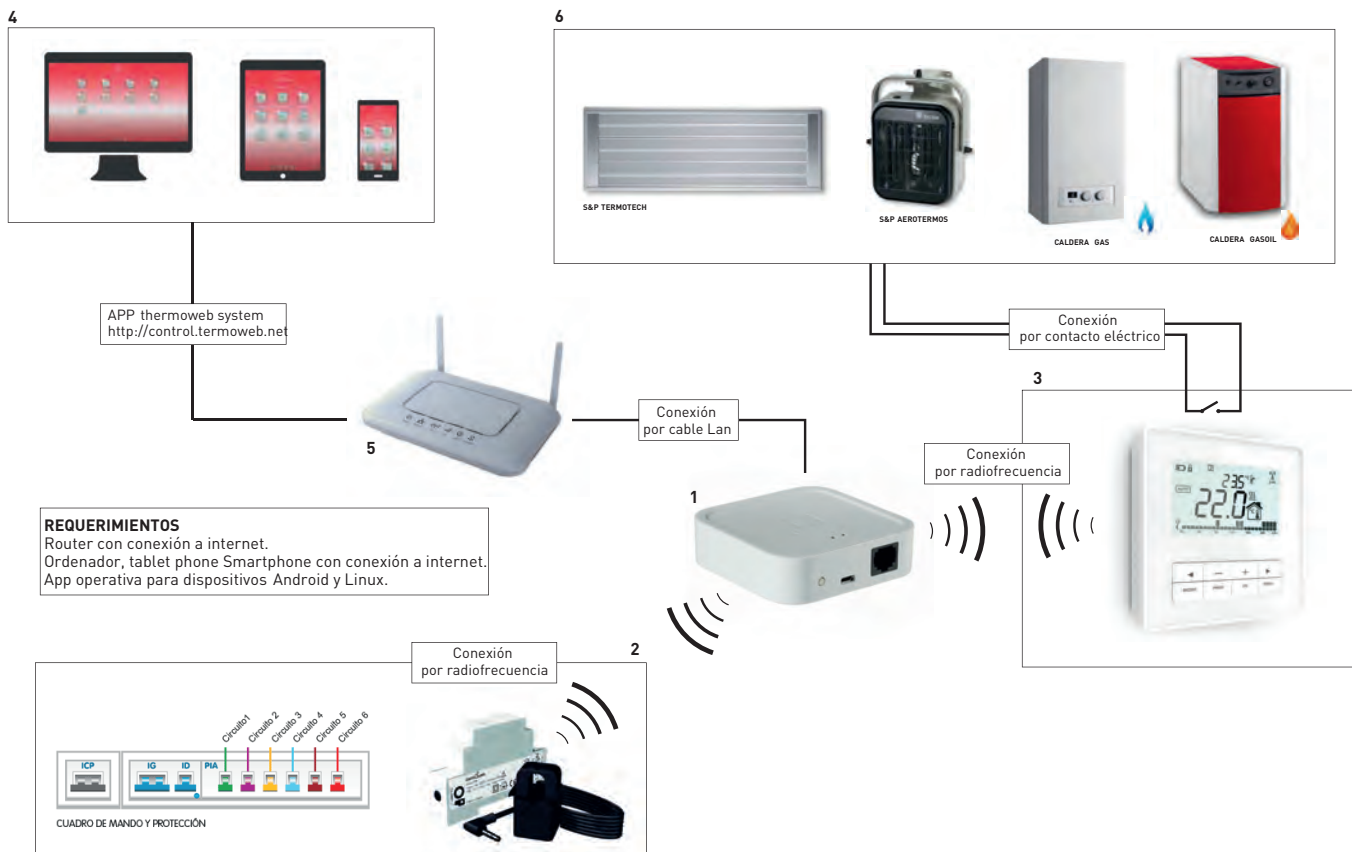 4
6
S&P TERMOTECH
S&P AEROTERMOS
CALDERA GAS
CALDERA GASOIL
APP thermoweb system
http://control.termoweb.net
Conexión
por contacto eléctrico
3
5
Conexión
por cable Lan
Conexión
por radiofrecuencia
1
23.5
22.0
REQUERIMIENTOS
Router con conexión a internet.
Ordenador, tablet phone Smartphone con conexión a internet.
App operativa para dispositivos Android y Linux.
2
Conexión
por radiofrecuencia
Circuito1
Circuito 2
Circuito 3
Circuito 4
Circuito 5
Circuito 6
ICP
IG
ID
PIA
CUADRO DE MANDO Y PROTECCIÓN